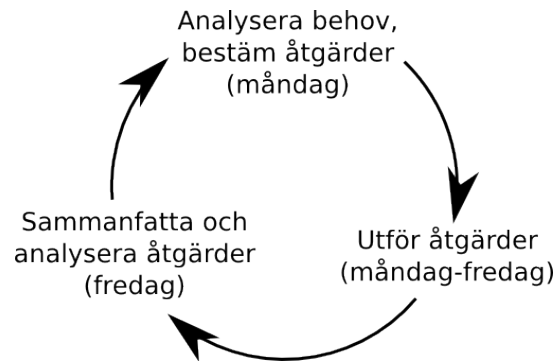 Analysera behov,
bestäm åtgärder
(måndag)
Utför åtgärder
(måndag-fredag)
Sammanfatta och
analysera åtgärder
(fredag)